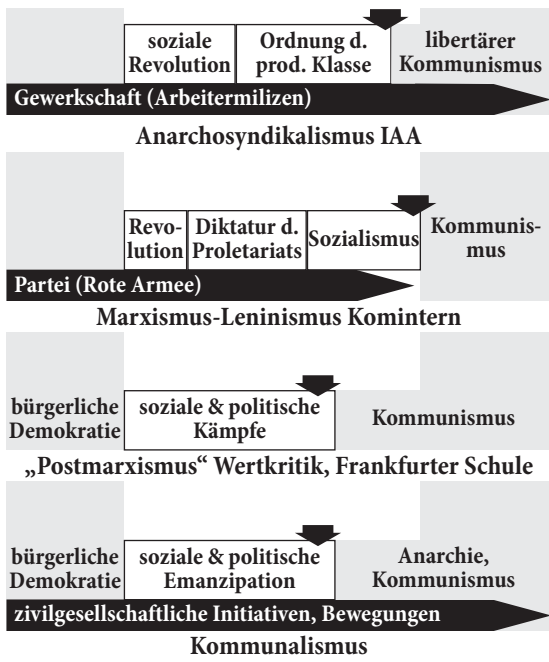 soziale
Revolution
Ordnung d.
prod. Klasse
libertärer
Kommunismus
Gewerkschaft (Arbeitermilizen)
Anarchosyndikalismus IAA
Revo-
lution
Diktatur d.
Proletariats
Sozialismus
Kommunis-
mus
Partei (Rote Armee)
Marxismus-Leninismus Komintern
bürgerliche
Demokratie
soziale & politische
Kämpfe
Kommunismus
„Postmarxismus“ Wertkritik, Frankfurter Schule
bürgerliche
Demokratie
soziale & politische
Emanzipation
Anarchie,
Kommunismus
zivilgesellschaftliche Initiativen, Bewegungen
Kommunalismus